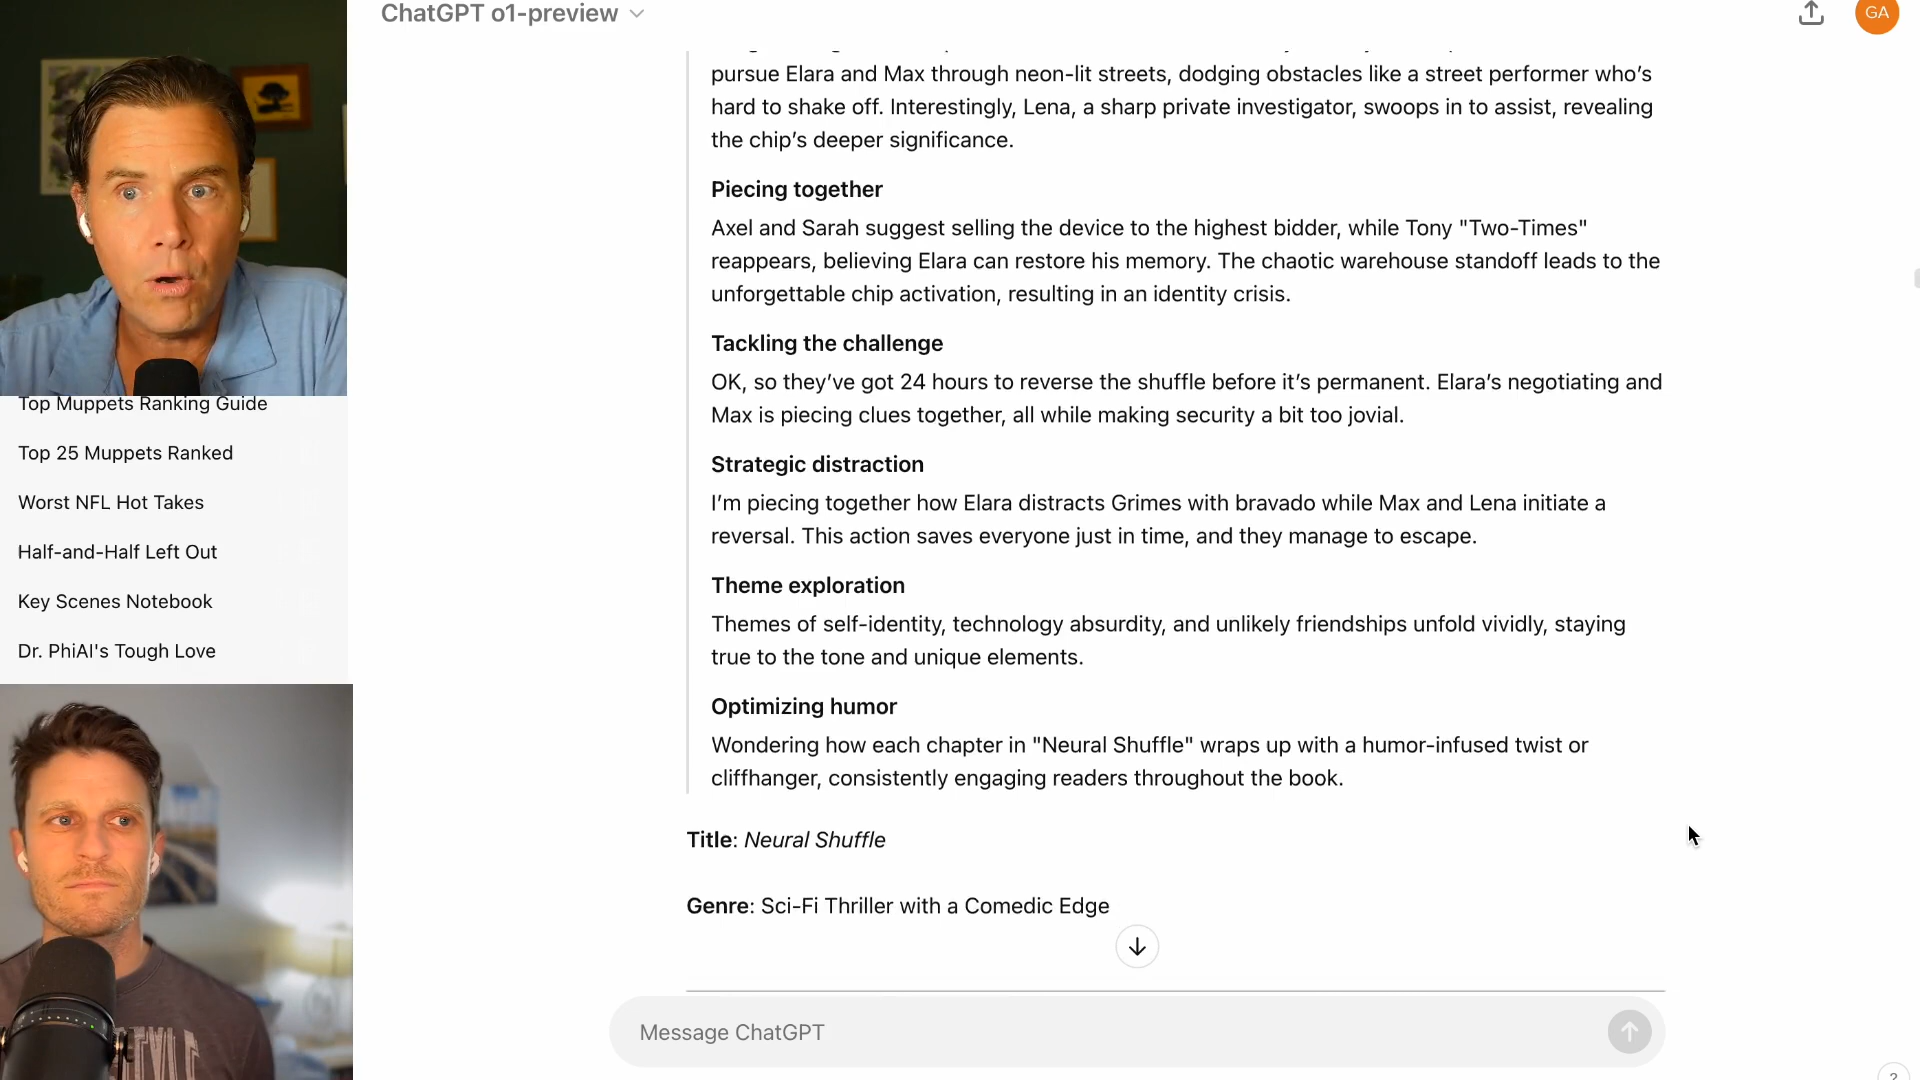 ChatGPT o1-preview
GA
pursue Elara and Max through neon-lit streets, dodging obstacles like a street performer who’s
hard to shake off. Interestingly, Lena, a sharp private investigator, swoops in to assist, revealing
the chip’s deeper significance.
Piecing together
Axel and Sarah suggest selling the device to the highest bidder, while Tony "Two-Times"
reappears, believing Elara can restore his memory. The chaotic warehouse standoff leads to the
unforgettable chip activation, resulting in an identity crisis.
Tackling the challenge
OK, so they’ve got 24 hours to reverse the shuffle before it’s permanent. Elara’s negotiating and
Max is piecing clues together, all while making security a bit too jovial.
Strategic distraction
I’m piecing together how Elara distracts Grimes with bravado while Max and Lena initiate a
reversal. This action saves everyone just in time, and they manage to escape.
Theme exploration
Themes of self-identity, technology absurdity, and unlikely friendships unfold vividly, staying
true to the tone and unique elements.
Optimizing humor
Wondering how each chapter in "Neural Shuffle" wraps up with a humor-infused twist or
cliffhanger, consistently engaging readers throughout the book.
Title: Neural Shuffle
Genre: Sci-Fi Thriller with a Comedic Edge
Message ChatGPT
?
Top Muppets Ranking Guide
Top 25 Muppets Ranked
Worst NFL Hot Takes
Half-and-Half Left Out
Key Scenes Notebook
Dr. PhiAI's Tough Love